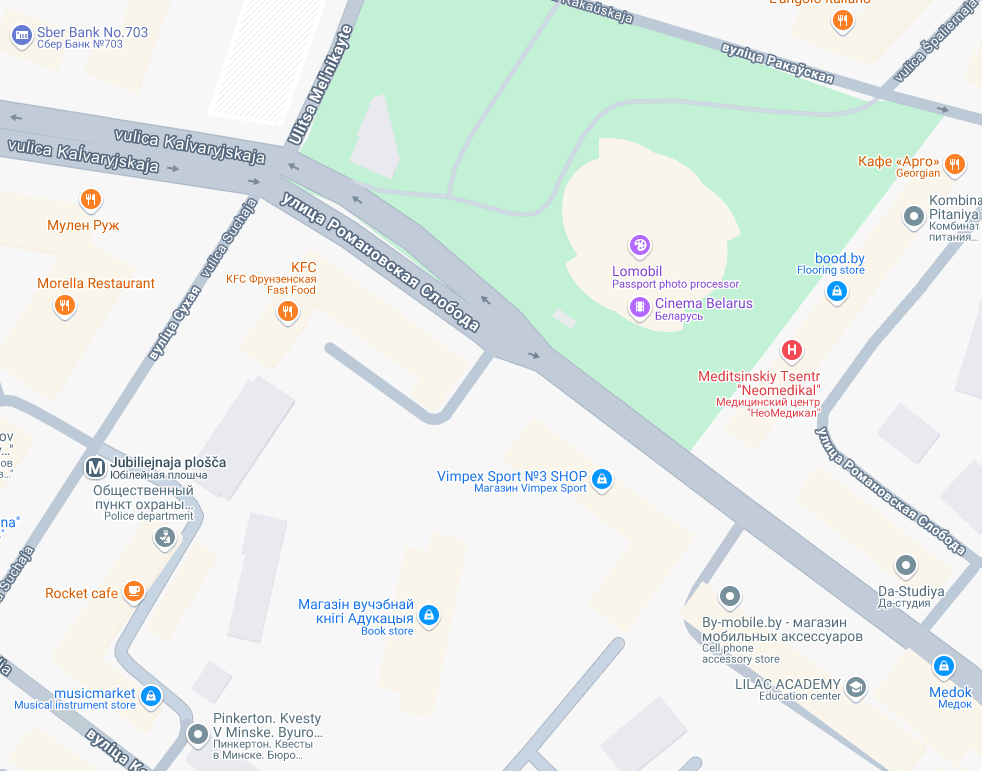 Kakaŭskaja
L'angolo Italiano
Sber Bank No.703
Сбер Банк №703
вуліца Ракаўская
vulica Špaliernaja
Ulitsa Mel'nikayte
vulica Kaĺvaryjskaja
vulica Kaĺvaryjskaja
Кафе «Арго»
Georgian
Мулен Руж
улица Романовская Слобода
vulica Suchaja
вуліца Сухая
Kombina
Pitaniya
Комбинат
питания...
KFC
KFC Фрунзенская
Fast Food
Morella Restaurant
bood.by
Flooring store
Lomobil
Passport photo processor
Cinema Belarus
Беларусь
Meditsinskiy Tsentr
"Neomedikal"
Медицинский центр
"НеоМедикал"
улица Романовская Слобода
Jubiliejnaja plošča
Юбілейная плошча
Общественный
пункт охраны...
Police department
Vimpex Sport №3 SHOP
Магазин Vimpex Sport
Suchaja
Rocket cafe
Магазін вучэбнай
кнігі Адукацыя
Book store
Da-Studiya
Да-студия
By-mobile.by - магазин
мобильных аксессуаров
Cell phone
accessory store
LILAC ACADEMY
Education center
Medok
Медок
musicmarket
Musical instrument store
Pinkerton. Kvesty
V Minske. Byuro...
Пинкертон. Квесты
в Минске. Бюро...
вуліца